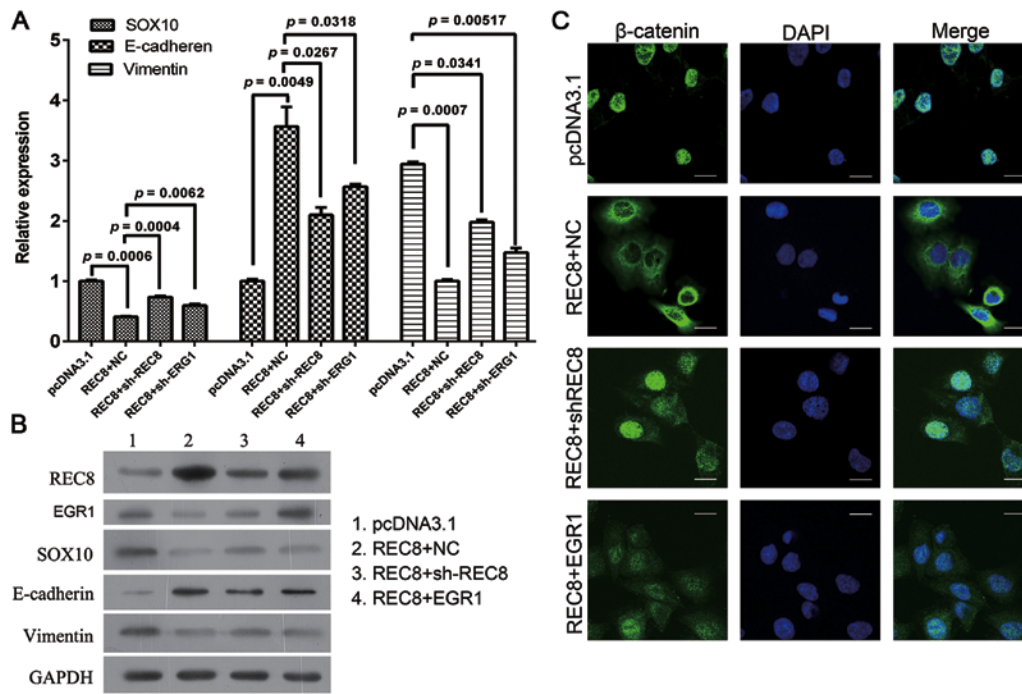 A
SOX10
E-cadheren
Vimentin
Relative expression
5
4
3
2
1
0
p = 0.0006
p = 0.0004
p = 0.0062
p = 0.0049
p = 0.0267
p = 0.0318
p = 0.0007
p = 0.0341
p = 0.00517
pcDNA3.1
REC8+NC
REC8+sh-REC8
REC8+sh-ERG1
pcDNA3.1
REC8+NC
REC8+sh-REC8
REC8+sh-ERG1
pcDNA3.1
REC8+NC
REC8+sh-REC8
REC8+sh-ERG1
B
1 2 3 4
REC8
EGR1
SOX10
E-cadherin
Vimentin
GAPDH
1. pcDNA3.1
2. REC8+NC
3. REC8+sh-REC8
4. REC8+EGR1
C
β-catenin DAPI Merge
pcDNA3.1
REC8+NC
REC8+shREC8
REC8+EGR1